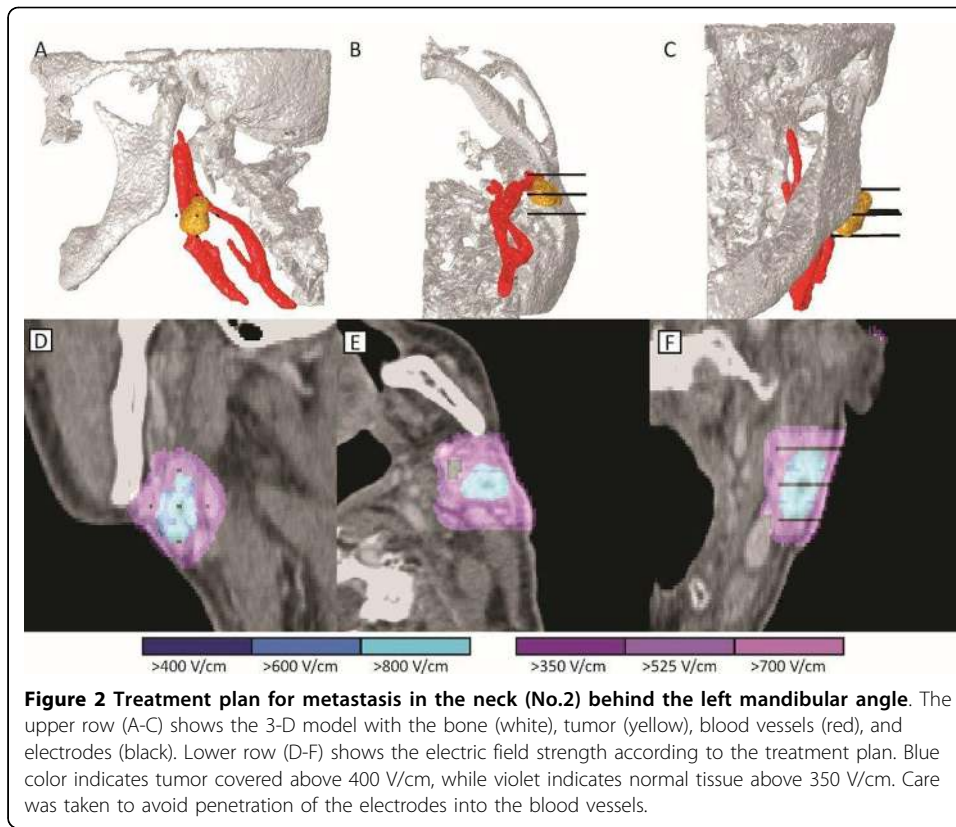 A
B
C
D
E
F
>400 V/cm >600 V/cm >800 V/cm >350 V/cm >525 V/cm >700 V/cm
Figure 2 Treatment plan for metastasis in the neck (No.2) behind the left mandibular angle. The
upper row (A-C) shows the 3-D model with the bone (white), tumor (yellow), blood vessels (red), and
electrodes (black). Lower row (D-F) shows the electric field strength according to the treatment plan. Blue
color indicates tumor covered above 400 V/cm, while violet indicates normal tissue above 350 V/cm. Care
was taken to avoid penetration of the electrodes into the blood vessels.